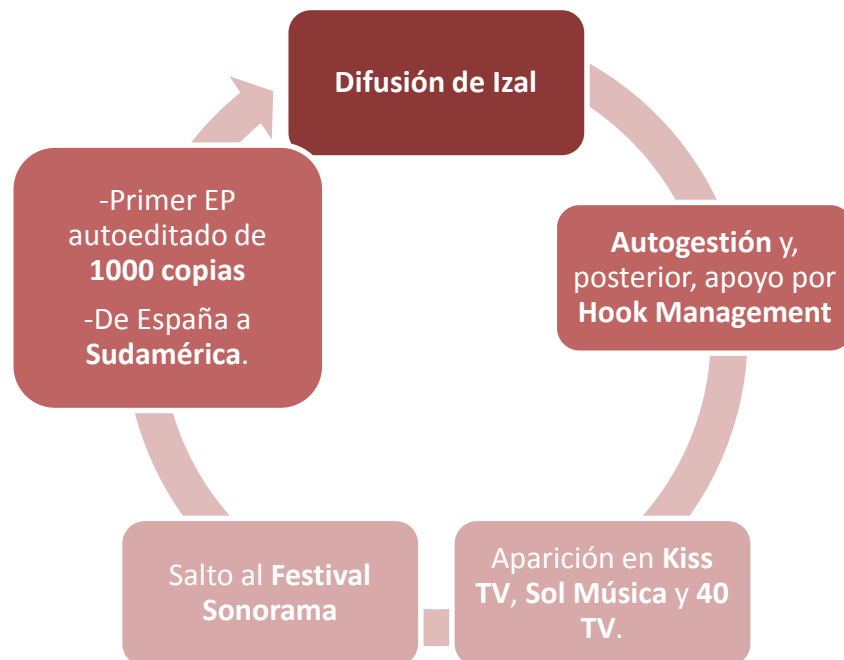 Difusión de Izal
Autogestión y,
posterior, apoyo por
Hook Management
Aparición en Kiss
TV, Sol Música y 40
TV.
Salto al Festival
Sonorama
-Primer EP
autoeditado de
1000 copias
-De España a
Sudamérica.